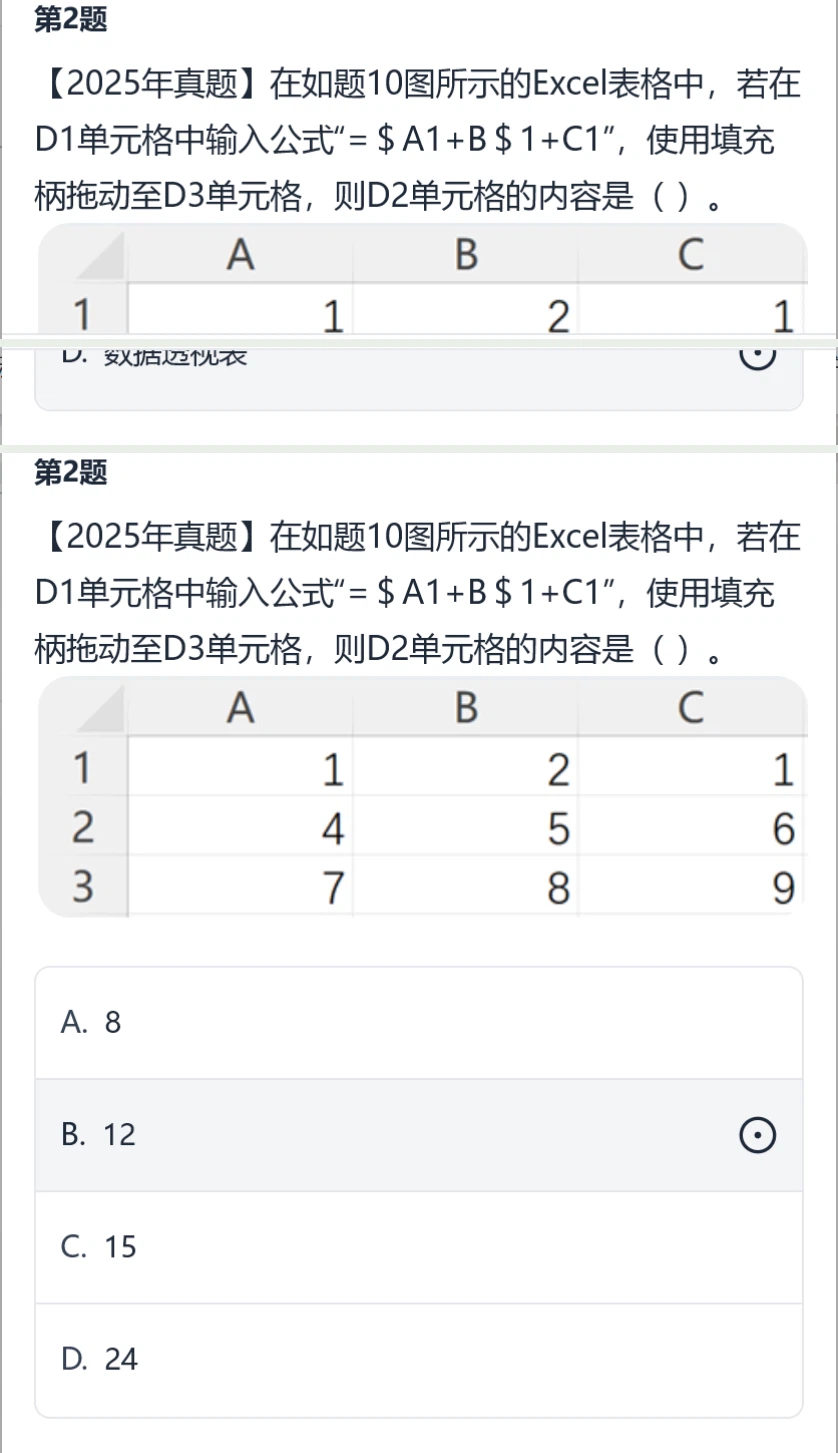 第2题
【2025年真题】在如题10图所示的Excel表格中，若在
D1单元格中输入公式“=＄A1+B＄1+C1”，使用填充
柄拖动至D3单元格，则D2单元格的内容是（ ）。
A B C
1 1 2 1
D. 数据透视表
第2题
【2025年真题】在如题10图所示的Excel表格中，若在
D1单元格中输入公式“=＄A1+B＄1+C1”，使用填充
柄拖动至D3单元格，则D2单元格的内容是（ ）。
A B C
1 1 2 1
2 4 5 6
3 7 8 9
A. 8
B. 12
C. 15
D. 24